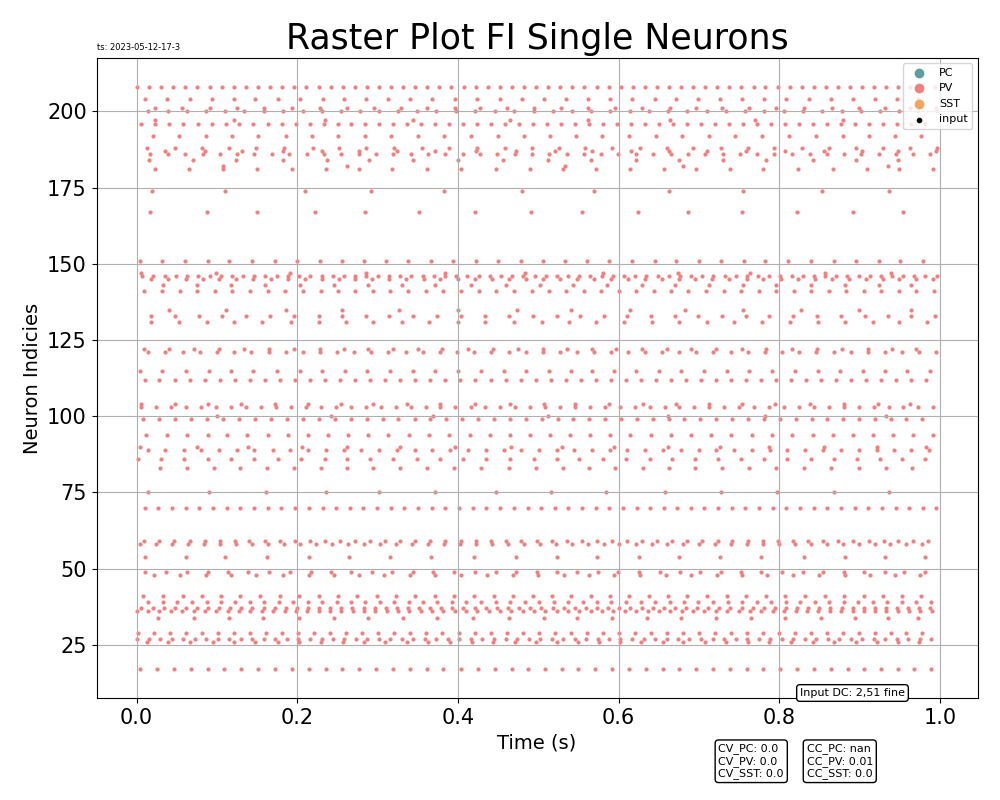 Raster Plot FI Single Neurons
ts: 2023-05-12-17-3
PC
PV
SST
input
200
175
150
125
100
75
50
25
Neuron Indicies
0.0 0.2 0.4 0.6 0.8 1.0
Time (s)
Input DC: 2,51 fine
CV_PC: 0.0
CV_PV: 0.0
CV_SST: 0.0
CC_PC: nan
CC_PV: 0.01
CC_SST: 0.0